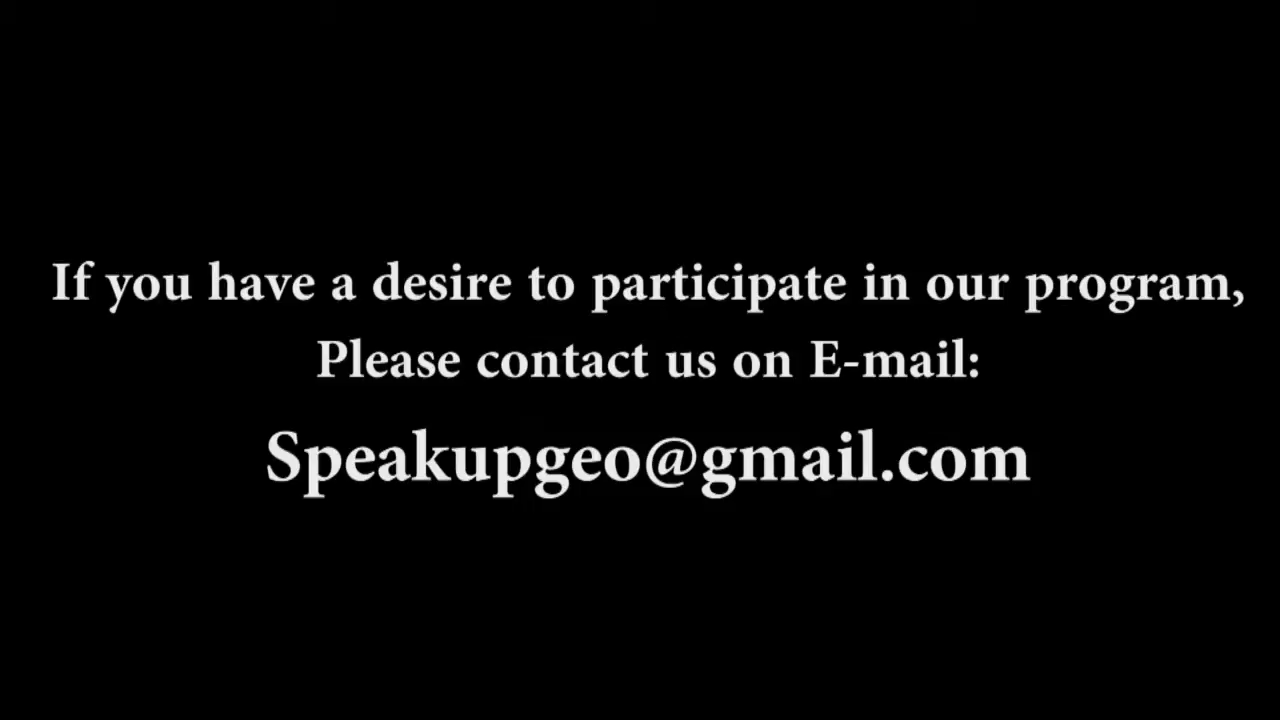 If you have a desire to participate in our program,
Please contact us on E-mail:
Speakupgeo@gmail.com